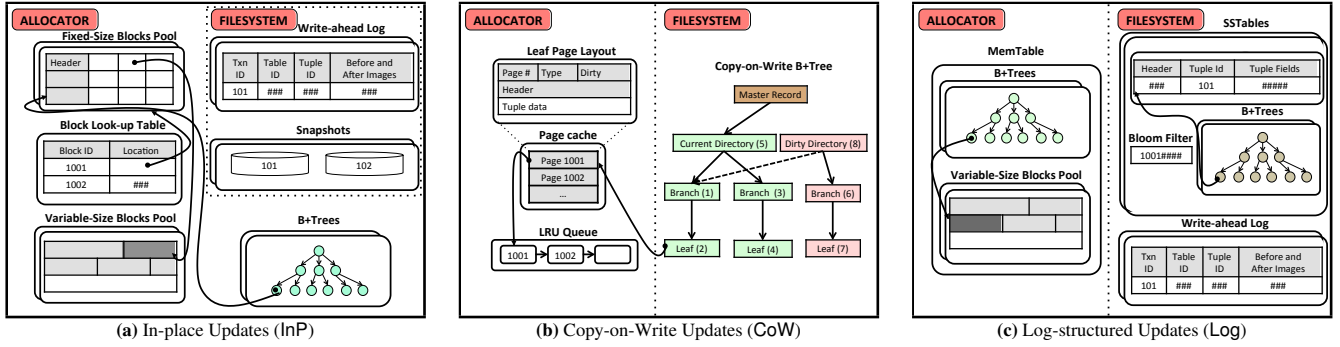 ALLOCATOR
FILESYSTEM
Fixed-Size Blocks Pool
Header
Write-ahead Log
Txn ID Table ID Tuple ID Before and After Images
101 ### ### ###
Block Look-up Table
Block ID Location
1001
1002 ###
Snapshots
101 102
Variable-Size Blocks Pool
B+Trees
(a) In-place Updates (InP)
ALLOCATOR
FILESYSTEM
Leaf Page Layout
Page # Type Dirty
Header
Tuple data
Page cache
Page 1001
Page 1002
...
LRU Queue
1001 1002
Copy-on-Write B+Tree
Master Record
Current Directory (5) Dirty Directory (8)
Branch (1) Branch (3) Branch (6)
Leaf (2) Leaf (4) Leaf (7)
(b) Copy-on-Write Updates (CoW)
ALLOCATOR
FILESYSTEM
MemTable
B+Trees
Variable-Size Blocks Pool
SSTables
Header Tuple Id Tuple Fields
### 101 #####
B+Trees
Bloom Filter
1001####
Write-ahead Log
Txn ID Table ID Tuple ID Before and After Images
101 ### ### ###
(c) Log-structured Updates (Log)